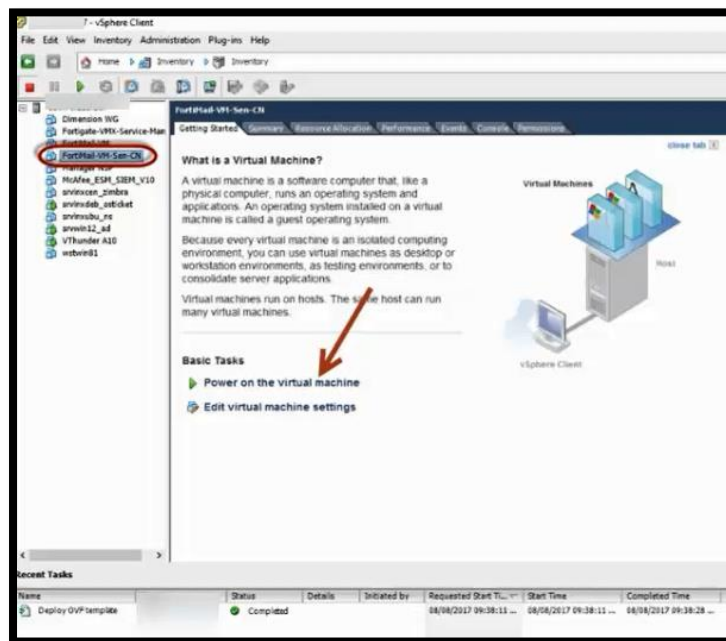 - vSphere Client
File Edit View Inventory Administration Plug-ins Help
Home Inventory Inventory
Dimension WG
Fortigate-VMX-Service-Man
FortiMail-VM
FortiMail-VM-Sen-CN
Manager NSP
McAfee_ESM_SIEM_V10
srvinxcen_zimbra
srvinxdeb_osticket
srvinxubu_ns
srvwin12_ad
VThunder A10
webwin81
FortiMail-VM-Sen-CN
Getting Started Summary Resource Allocation Performance Events Console Permissions
close tab
What is a Virtual Machine?
A virtual machine is a software computer that, like a
physical computer, runs an operating system and
applications. An operating system installed on a virtual
machine is called a guest operating system.
Because every virtual machine is an isolated computing
environment, you can use virtual machines as desktop or
workstation environments, as testing environments, or to
consolidate server applications.
Virtual machines run on hosts. The same host can run
many virtual machines.
Basic Tasks
Power on the virtual machine
Edit virtual machine settings
Virtual Machines
Host
vSphere Client
Recent Tasks
Name Status Details Initiated by Requested Start Ti... Start Time Completed Time
Deploy OVF template Completed 08/08/2017 09:38:11 ... 08/08/2017 09:38:11 ... 08/08/2017 09:38:28 ...